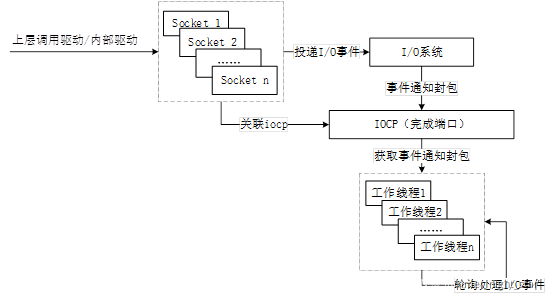 上层调用驱动/内部驱动
Socket 1
Socket 2
……
Socket n
投递I/O事件
I/O系统
事件通知封包
关联iocp
IOCP（完成端口）
获取事件通知封包
工作线程1
工作线程2
……
工作线程n
轮询处理I/O事件